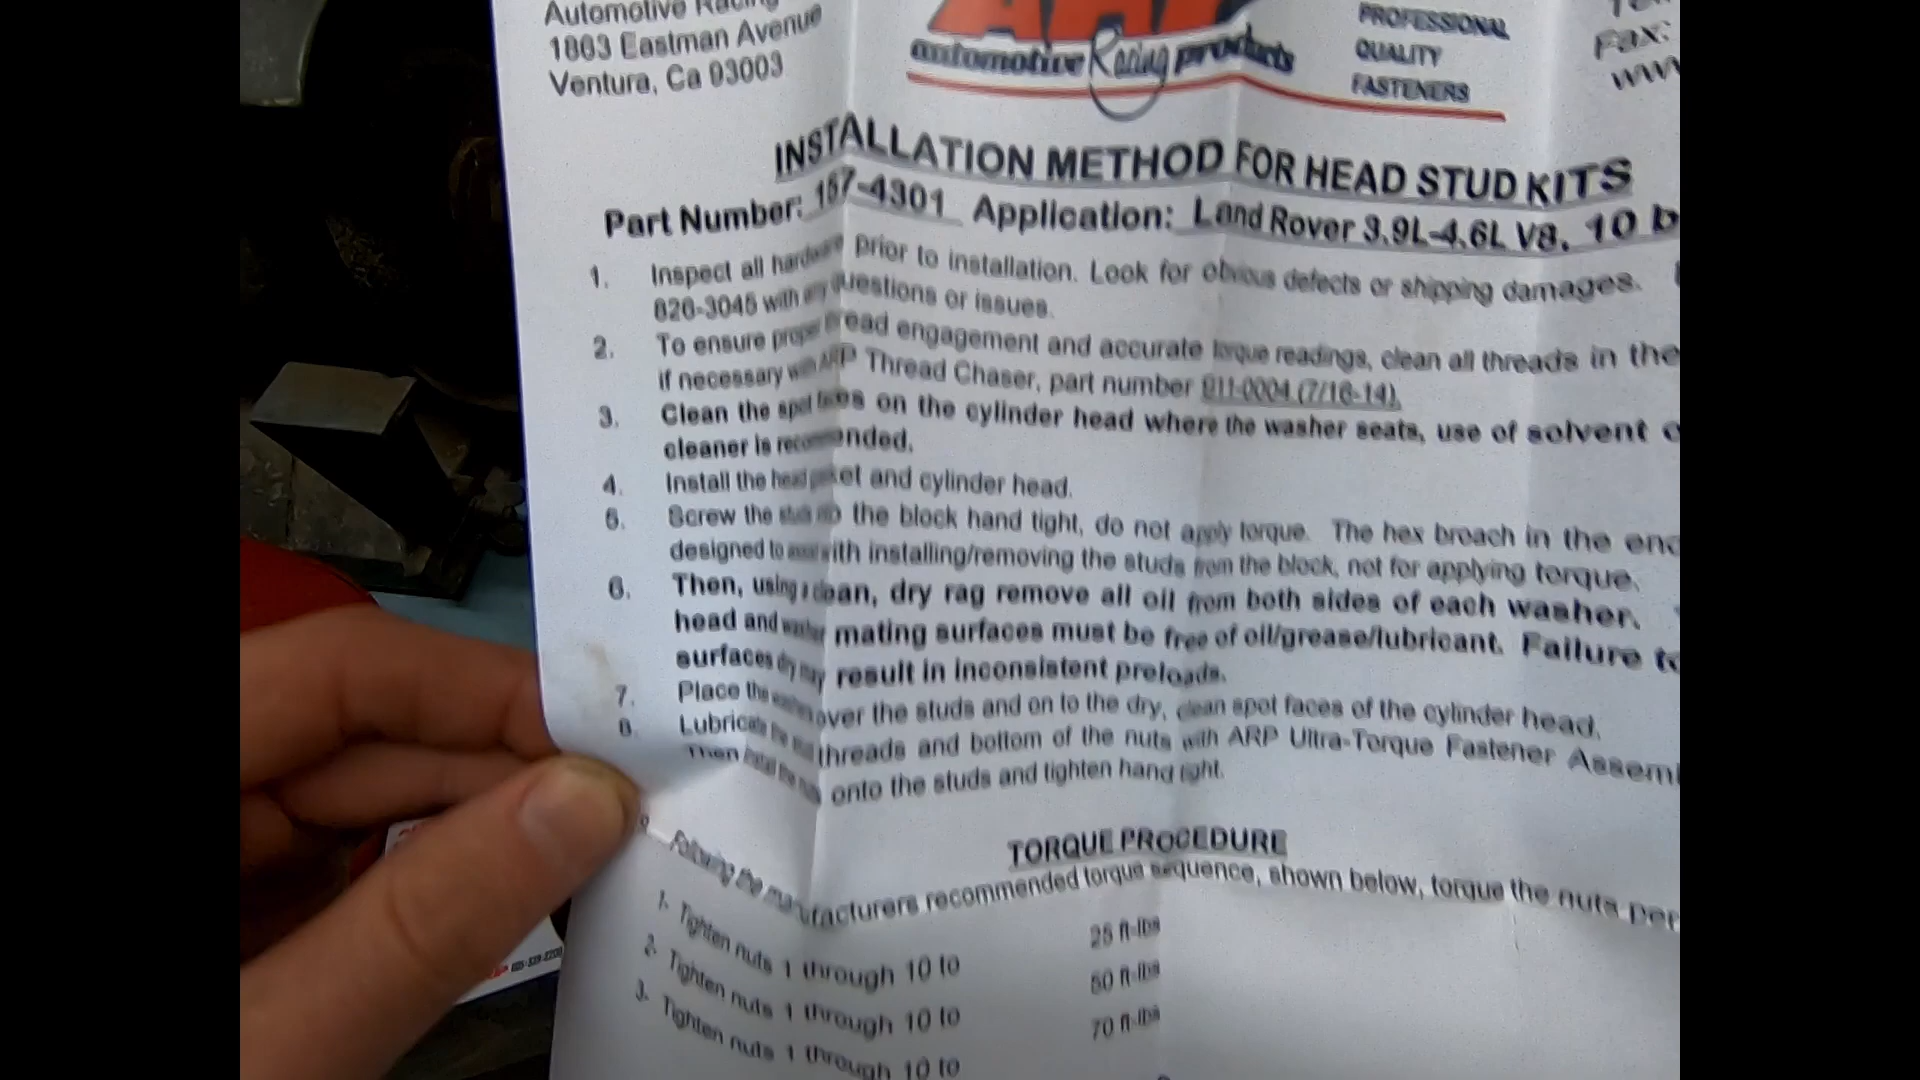 Automotive Racing
1863 Eastman Avenue
Ventura, Ca 93003
ARP
automotive Racing products
PROFESSIONAL
QUALITY
FASTENERS
Fax:
www
INSTALLATION METHOD FOR HEAD STUD KITS
Part Number: 157-4301 Application: Land Rover 3.9L-4.6L V8, 10 b
1. Inspect all hardware prior to installation. Look for obvious defects or shipping damages.
826-3045 with any questions or issues.
2. To ensure proper thread engagement and accurate torque readings, clean all threads in the
if necessary with ARP Thread Chaser, part number 911-0004 (7/16-14).
3. Clean the spot faces on the cylinder head where the washer seats, use of solvent o
cleaner is recommended.
4. Install the head gasket and cylinder head.
5. Screw the studs into the block hand tight, do not apply torque. The hex broach in the end
designed to assist with installing/removing the studs from the block, not for applying torque.
6. Then, using a clean, dry rag remove all oil from both sides of each washer.
head and washer mating surfaces must be free of oil/grease/lubricant. Failure to
surfaces dry may result in inconsistent preloads.
7. Place the washers over the studs and on to the dry, clean spot faces of the cylinder head.
8. Lubricate the stud threads and bottom of the nuts with ARP Ultra-Torque Fastener Assem
Then install the nuts onto the studs and tighten hand tight.
TORQUE PROCEDURE
9. Following the manufacturers recommended torque sequence, shown below, torque the nuts per
1- Tighten nuts 1 through 10 to 25 ft-lbs
2- Tighten nuts 1 through 10 to 50 ft-lbs
3- Tighten nuts 1 through 10 to 70 ft-lbs